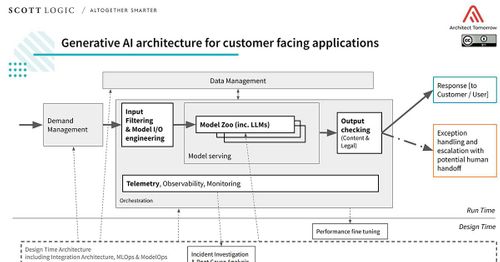 SCOTT LOGIC / ALTOGETHER SMARTER
Architect Tomorrow
Generative AI architecture for customer facing applications
Data Management
Demand
Management
Input
Filtering
& Model I/O
engineering
Model Zoo (inc. LLMs)
Model serving
Output
checking
(Content &
Legal)
Response [to
Customer / User]
Exception
handling and
escalation with
potential human
handoff
Telemetry, Observability, Monitoring
Orchestration
Run Time
Design Time
Performance fine tuning
Design Time Architecture
including Integration Architecture, MLOps & ModelOps
Incident Investigation
& Root Cause Analysis